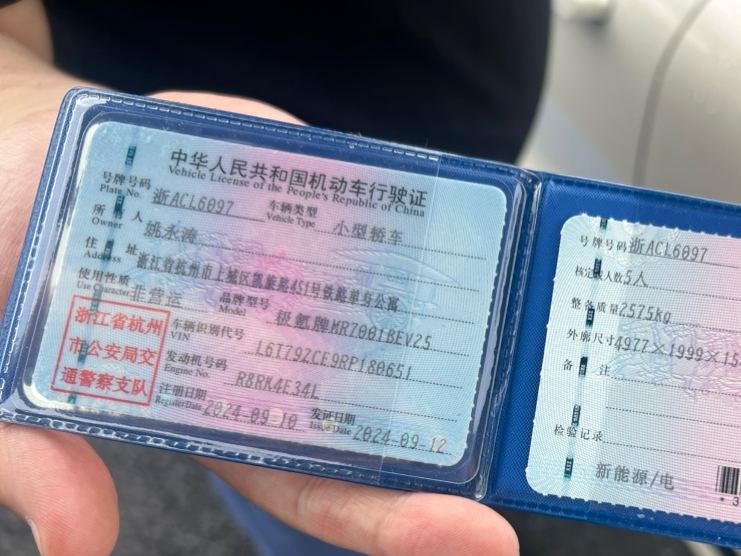 中华人民共和国机动车行驶证
Vehicle License of the People's Republic of China
号牌号码 浙ACL6097 车辆类型 小型轿车
Plate No. Vehicle Type
所有人 姚永涛
Owner
住址 浙江省杭州市上城区凯旋路451号铁路单身公寓
Address
使用性质 非营运 品牌型号 极氪牌MR7001BEV25
Use Character Model
浙江省杭州
市公安局交
通警察支队
车辆识别代号 L6T79ZCE9RP180651
VIN
发动机号码 R8RK4E34L
Engine No.
注册日期 2024-09-10 发证日期 2024-09-12
Register Date Issue Date
号牌号码 浙ACL6097
核定载人数 5人
整备质量 2575kg
外廓尺寸 4977×1999×15
备注
检验记录
新能源/电
*3